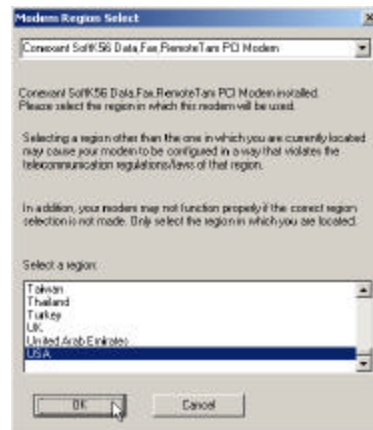 Modem Region Select
Conexant SoftK56 Data,Fax,RemoteTam PCI Modem
Conexant SoftK56 Data,Fax,RemoteTam PCI Modem installed.
Please select the region in which this modem will be used.
Selecting a region other than the one in which you are currently located
may cause your modem to be configured in a way that violates the
telecommunication regulations/laws of that region.
In addition, your modem may not function properly if the correct region
selection is not made. Only select the region in which you are located.
Select a region:
Taiwan
Thailand
Turkey
UK
United Arab Emirates
USA
OK
Cancel